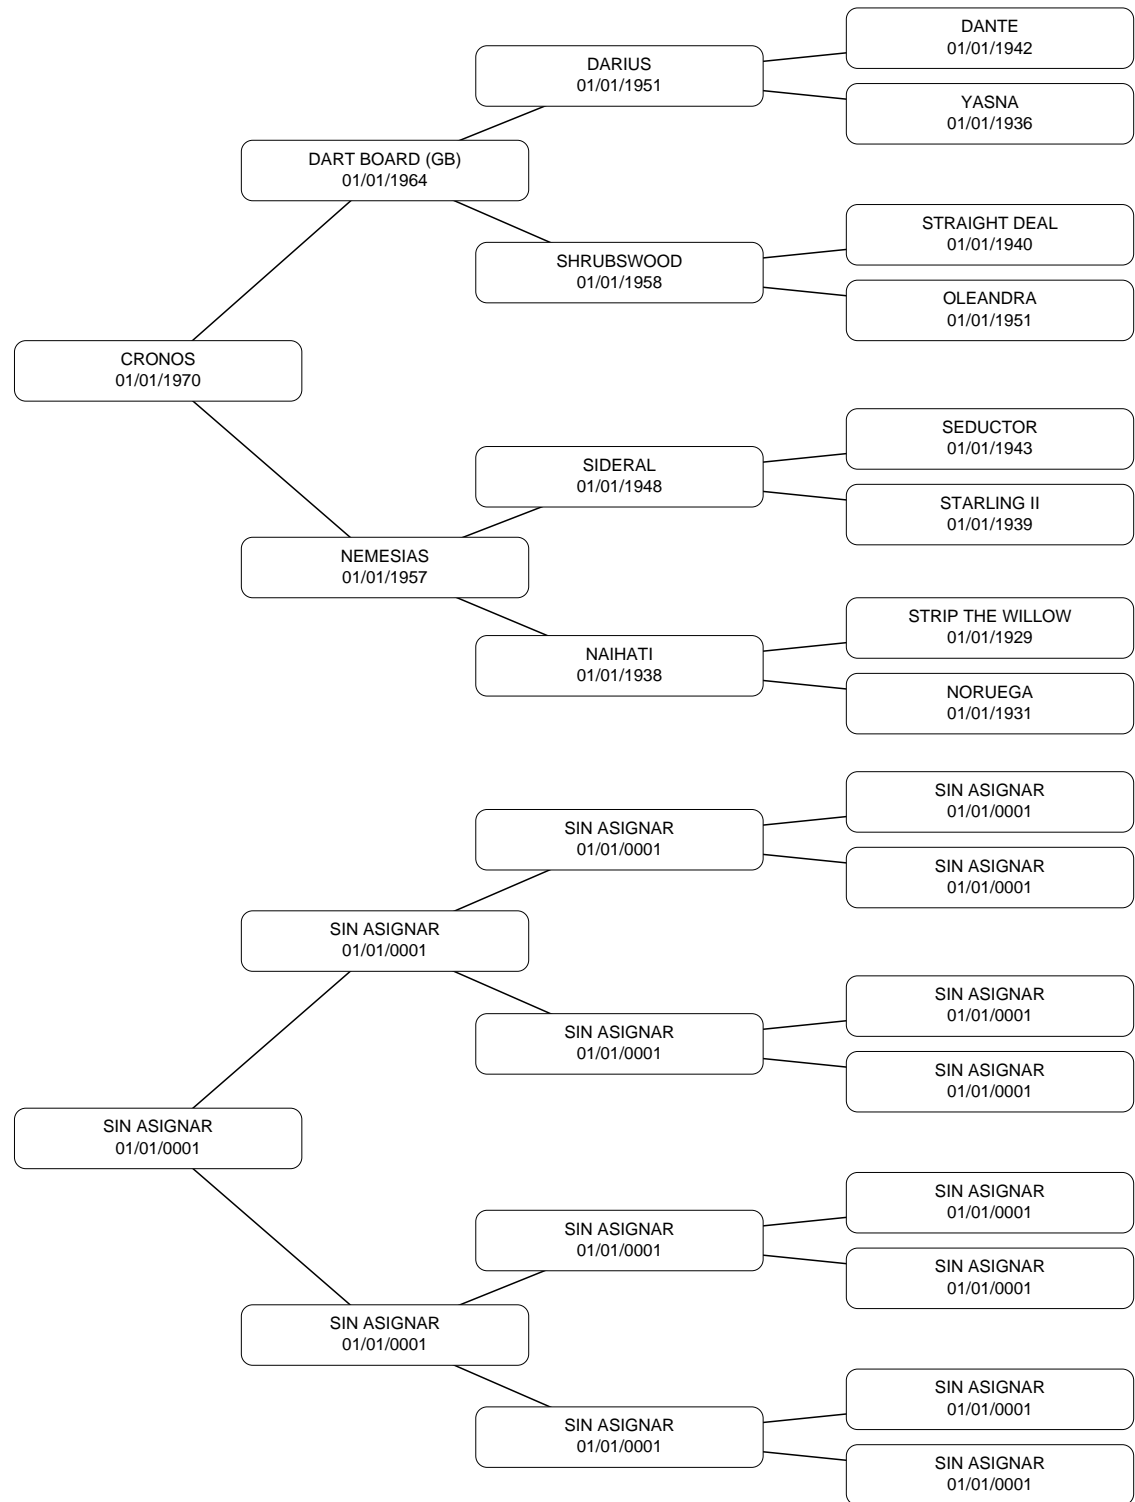 DANTE
01/01/1942
DARIUS
01/01/1951
YASNA
01/01/1936
DART BOARD (GB)
01/01/1964
STRAIGHT DEAL
01/01/1940
SHRUBSWOOD
01/01/1958
OLEANDRA
01/01/1951
CRONOS
01/01/1970
SEDUCTOR
01/01/1943
SIDERAL
01/01/1948
STARLING II
01/01/1939
NEMESIAS
01/01/1957
STRIP THE WILLOW
01/01/1929
NAIHATI
01/01/1938
NORUEGA
01/01/1931
SIN ASIGNAR
01/01/0001
SIN ASIGNAR
01/01/0001
SIN ASIGNAR
01/01/0001
SIN ASIGNAR
01/01/0001
SIN ASIGNAR
01/01/0001
SIN ASIGNAR
01/01/0001
SIN ASIGNAR
01/01/0001
SIN ASIGNAR
01/01/0001
SIN ASIGNAR
01/01/0001
SIN ASIGNAR
01/01/0001
SIN ASIGNAR
01/01/0001
SIN ASIGNAR
01/01/0001
SIN ASIGNAR
01/01/0001
SIN ASIGNAR
01/01/0001
SIN ASIGNAR
01/01/0001